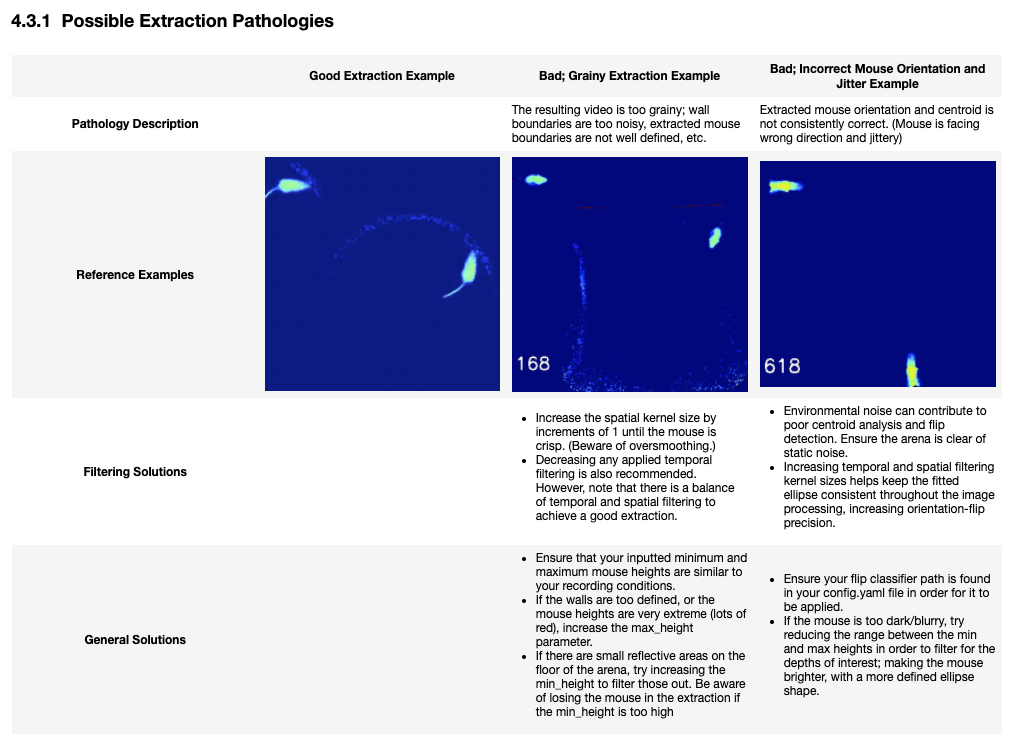 4.3.1 Possible Extraction Pathologies
Good Extraction Example
Bad; Grainy Extraction Example
Bad; Incorrect Mouse Orientation and
Jitter Example
Pathology Description
The resulting video is too grainy; wall
boundaries are too noisy, extracted mouse
boundaries are not well defined, etc.
Extracted mouse orientation and centroid is
not consistently correct. (Mouse is facing
wrong direction and jittery)
Reference Examples
168
618
Filtering Solutions
• Increase the spatial kernel size by
increments of 1 until the mouse is
crisp. (Beware of oversmoothing.)
• Decreasing any applied temporal
filtering is also recommended.
However, note that there is a balance
of temporal and spatial filtering to
achieve a good extraction.
• Environmental noise can contribute to
poor centroid analysis and flip
detection. Ensure the arena is clear of
static noise.
• Increasing temporal and spatial filtering
kernel sizes helps keep the fitted
ellipse consistent throughout the image
processing, increasing orientation-flip
precision.
General Solutions
• Ensure that your inputted minimum and
maximum mouse heights are similar to
your recording conditions.
• If the walls are too defined, or the
mouse heights are very extreme (lots of
red), increase the max_height
parameter.
• If there are small reflective areas on the
floor of the arena, try increasing the
min_height to filter those out. Be aware
of losing the mouse in the extraction if
the min_height is too high
• Ensure your flip classifier path is found
in your config.yaml file in order for it to
be applied.
• If the mouse is too dark/blurry, try
reducing the range between the min
and max heights in order to filter for the
depths of interest; making the mouse
brighter, with a more defined ellipse
shape.